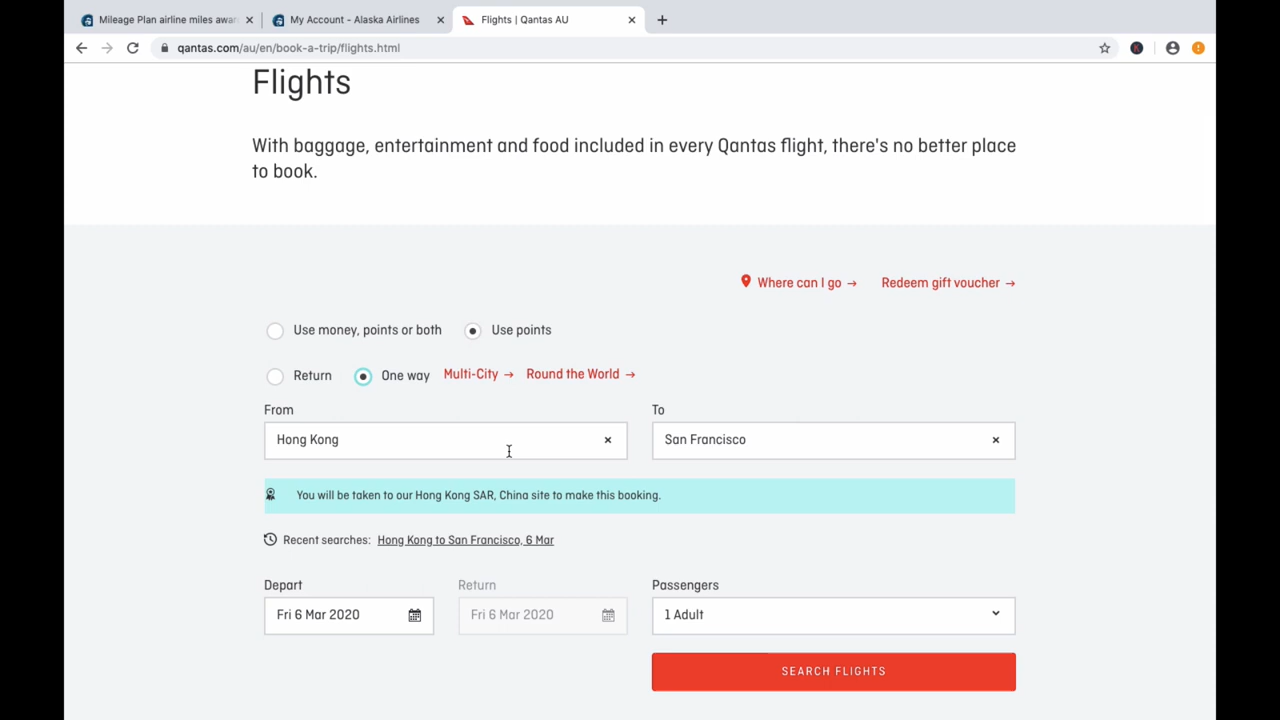 Mileage Plan airline miles awar
My Account - Alaska Airlines
Flights | Qantas AU
qantas.com/au/en/book-a-trip/flights.html
Flights
With baggage, entertainment and food included in every Qantas flight, there's no better place
to book.
Where can I go →
Redeem gift voucher →
Use money, points or both
Use points
Return
One way
Multi-City →
Round the World →
From
To
Hong Kong
San Francisco
You will be taken to our Hong Kong SAR, China site to make this booking.
Recent searches: Hong Kong to San Francisco, 6 Mar
Depart
Return
Passengers
Fri 6 Mar 2020
Fri 6 Mar 2020
1 Adult
SEARCH FLIGHTS